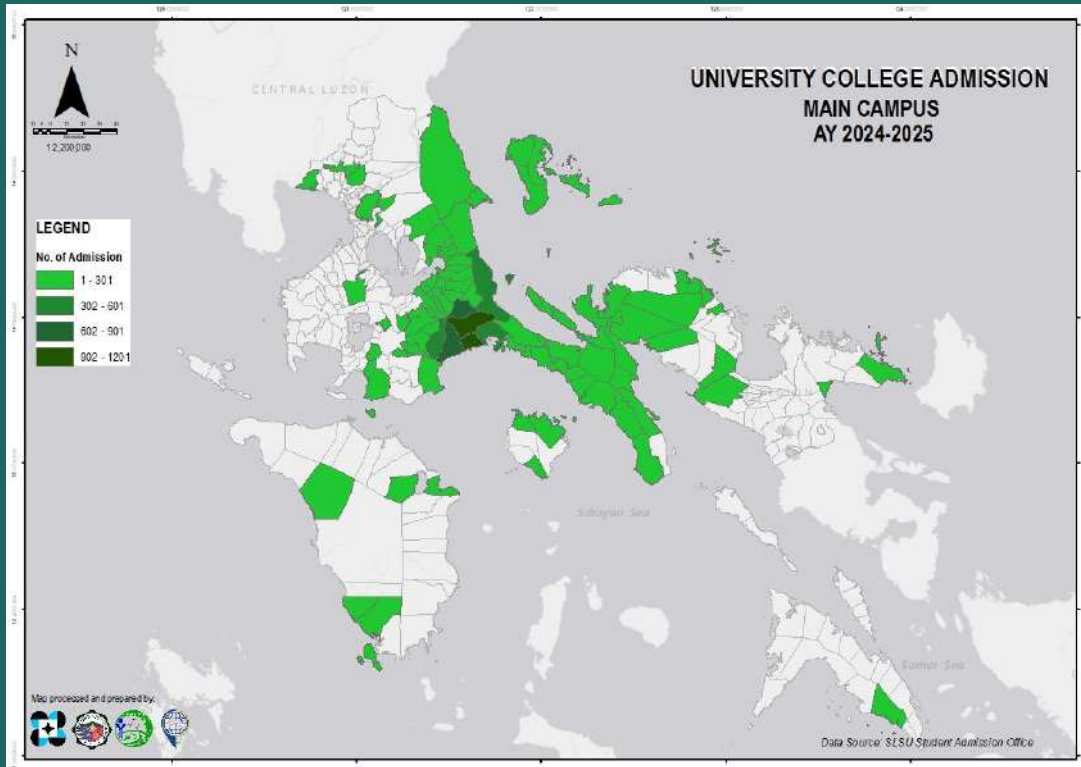 UNIVERSITY COLLEGE ADMISSION
MAIN CAMPUS
AY 2024-2025
N
CENTRAL LUZON
1:2,200,000
LEGEND
No. of Admission
1 - 301
302 - 601
602 - 901
902 - 1201
Sibuyan Sea
Samar Sea
Map processed and prepared by:
Data Source: SLSU Student Admission Office